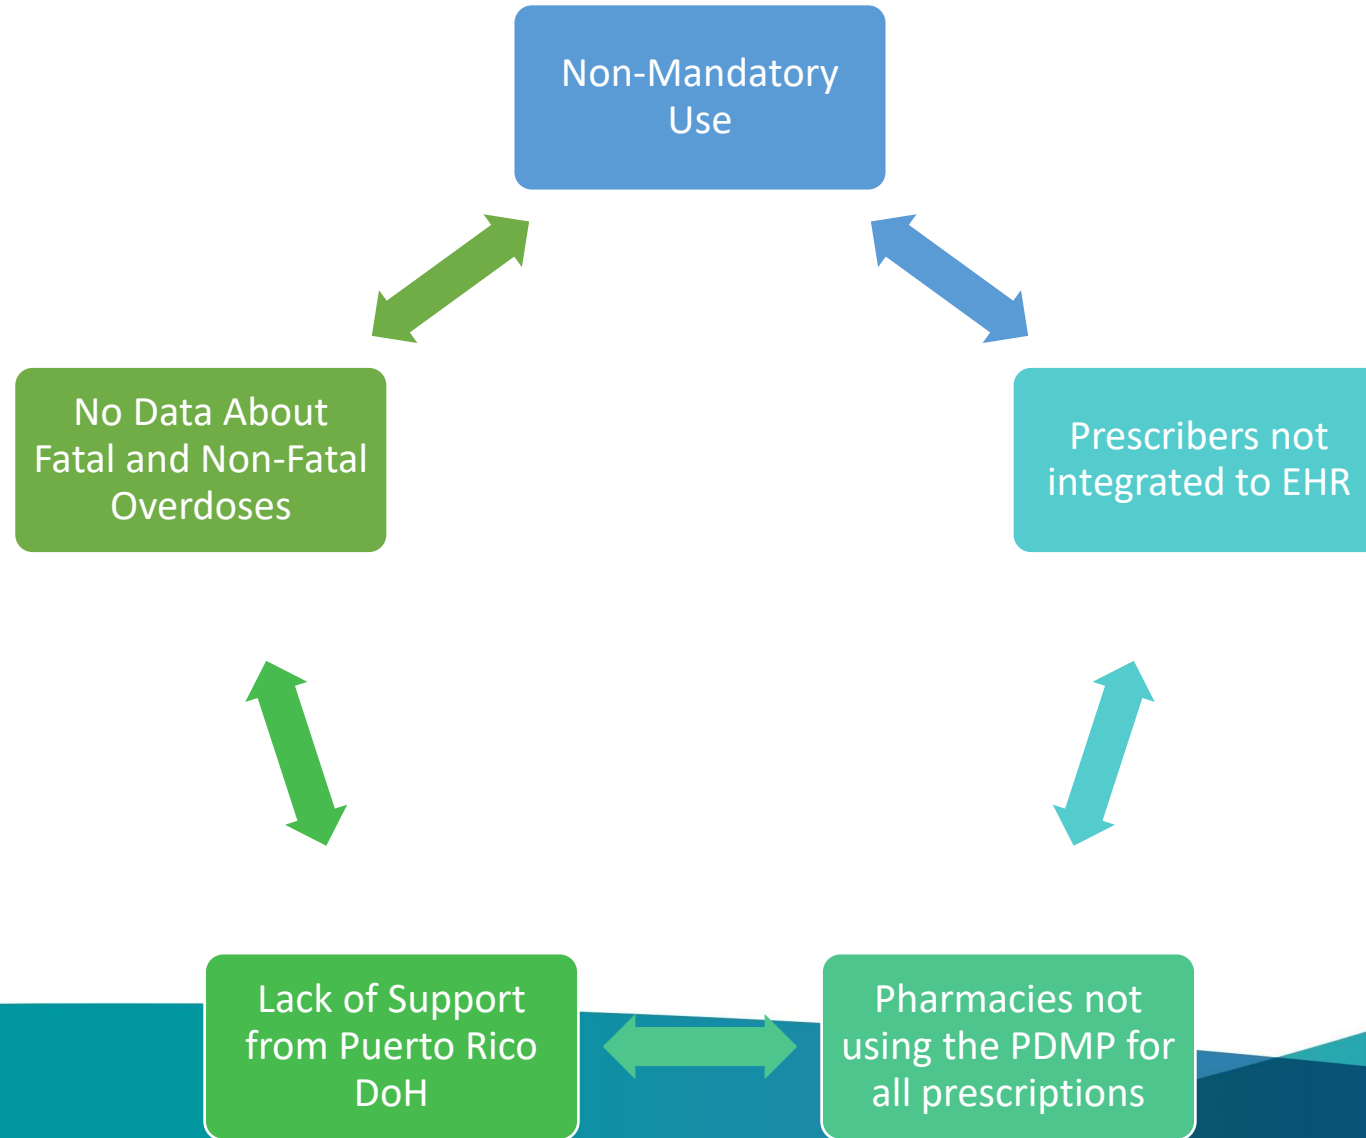 Non-Mandatory
Use
No Data About
Fatal and Non-Fatal
Overdoses
Prescribers not
integrated to EHR
Lack of Support
from Puerto Rico
DoH
Pharmacies not
using the PDMP for
all prescriptions